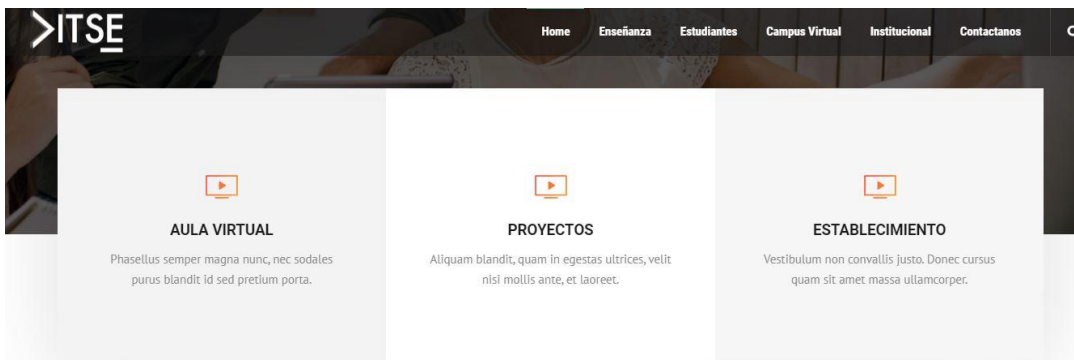 >ITSE
Home Enseñanza Estudiantes Campus Virtual Institucional Contactanos
AULA VIRTUAL
Phasellus semper magna nunc, nec sodales
purus blandit id sed pretium porta.
PROYECTOS
Aliquam blandit, quam in egestas ultrices, velit
nisi mollis ante, et laoreet.
ESTABLECIMIENTO
Vestibulum non convallis justo. Donec cursus
quam sit amet massa ullamcorper.